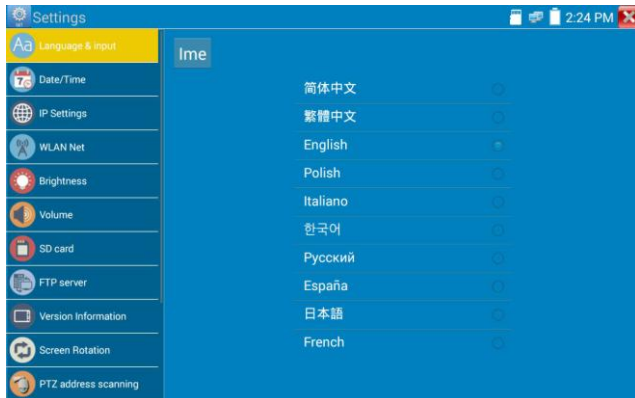 Settings
2:24 PM
Aa Language & input
Date/Time
IP Settings
WLAN Net
Brightness
Volume
SD card
FTP server
Version Information
Screen Rotation
PTZ address scanning
Ime
简体中文
繁體中文
English
Polish
Italiano
한국어
Русский
España
日本語
French